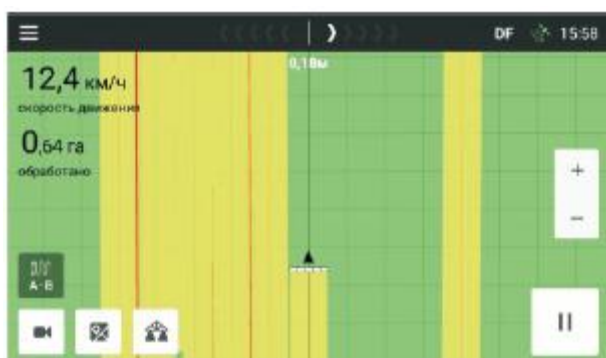 DF 15:58
0,18м
12,4 км/ч
скорость движения
0,64 га
обработано
A-B